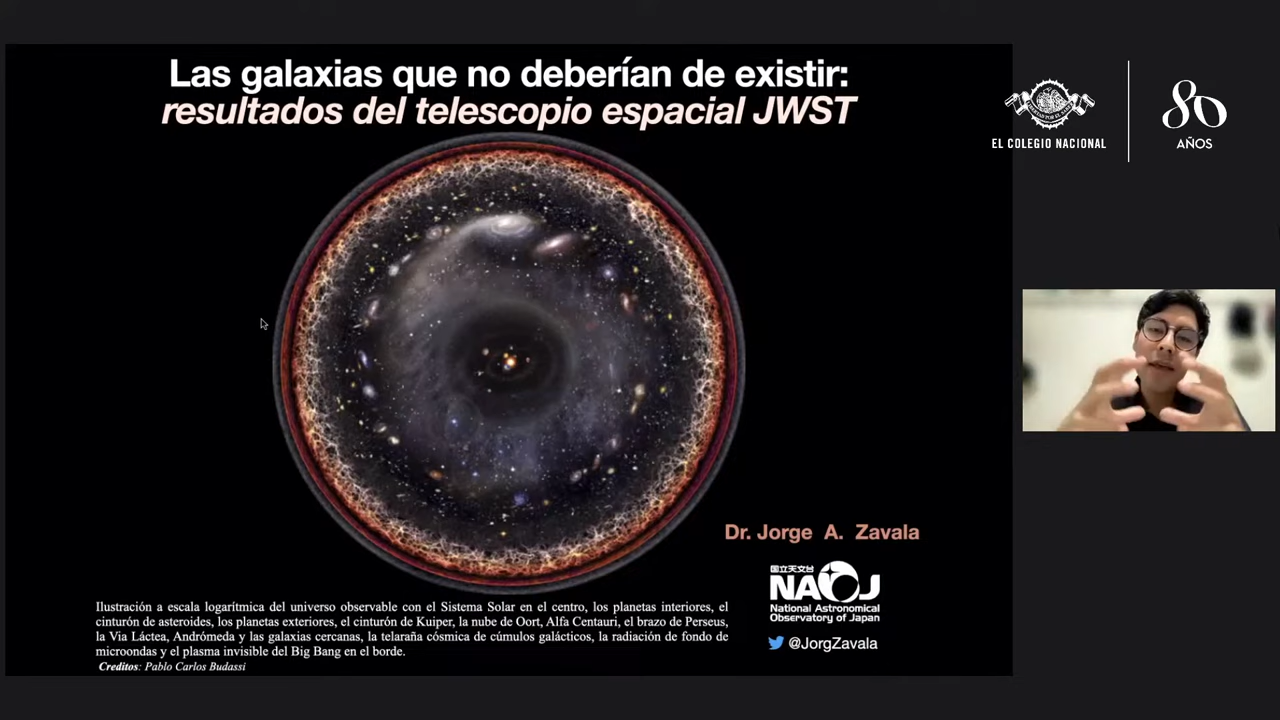 Las galaxias que no deberían de existir:
resultados del telescopio espacial JWST
EL COLEGIO NACIONAL
80
AÑOS
Dr. Jorge A. Zavala
国立天文台
NAOJ
National Astronomical
Observatory of Japan
@JorgZavala
Ilustración a escala logarítmica del universo observable con el Sistema Solar en el centro, los planetas interiores, el
cinturón de asteroides, los planetas exteriores, el cinturón de Kuiper, la nube de Oort, Alfa Centauri, el brazo de Perseus,
la Via Láctea, Andrómeda y las galaxias cercanas, la telaraña cósmica de cúmulos galácticos, la radiación de fondo de
microondas y el plasma invisible del Big Bang en el borde.
Creditos: Pablo Carlos Budassi